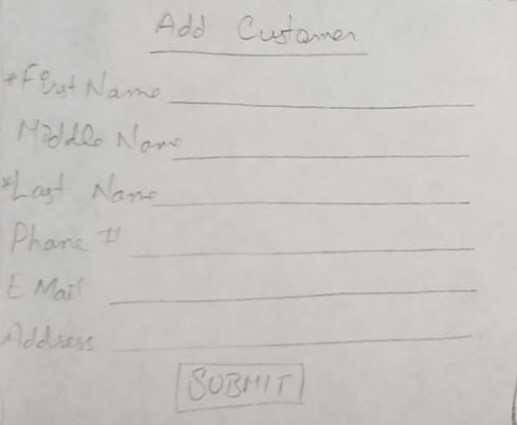 Add Customer
*First Name
Middle Name
*Last Name
Phone #
E Mail
Address
SUBMIT